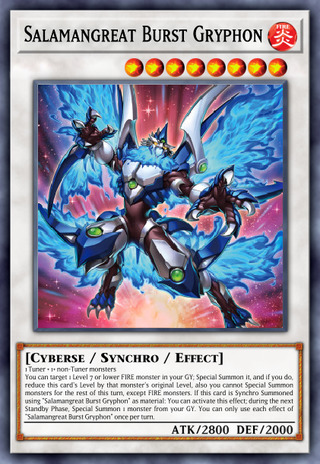 Salamangreat Burst Gryphon
FIRE
炎
[Cyberse / Synchro / Effect]
1 Tuner + 1+ non-Tuner monsters
You can target 1 Level 7 or lower FIRE monster in your GY; Special Summon it, and if you do,
reduce this card's Level by that monster's original Level, also you cannot Special Summon
monsters for the rest of this turn, except FIRE monsters. If this card is Synchro Summoned
using "Salamangreat Burst Gryphon" as material: You can activate this effect; during the next
Standby Phase, Special Summon 1 monster from your GY. You can only use each effect of
"Salamangreat Burst Gryphon" once per turn.
ATK/2800 DEF/2000